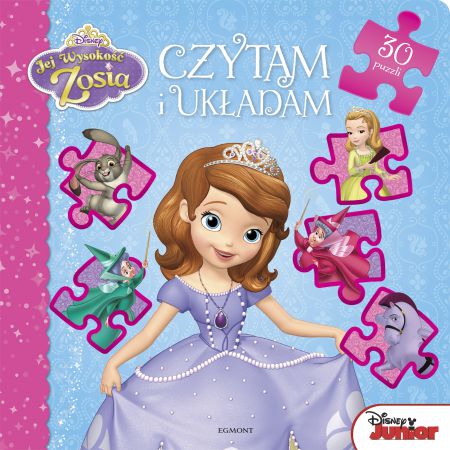 Disney
Jej Wysokość
Zosia
CZYTAM
i UKŁADAM
30
puzzli
EGMONT
Disney
Junior